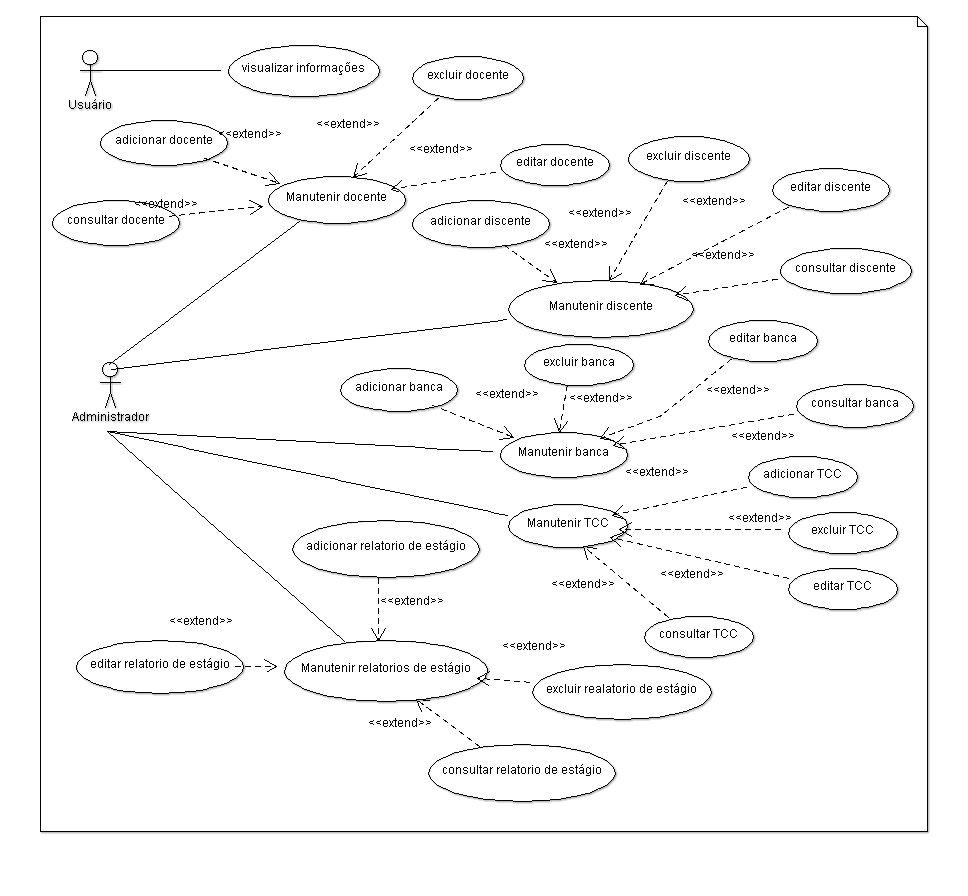 visualizar informações
excluir docente
Usuário
<<extend>>
adicionar docente
<<extend>>
<<extend>>
editar docente
excluir discente
Manutenir docente
editar discente
<<extend>>
consultar docente
<<extend>>
adicionar discente
<<extend>>
<<extend>>
<<extend>>
consultar discente
Manutenir discente
editar banca
excluir banca
adicionar banca
<<extend>>
<<extend>>
<<extend>>
consultar banca
Administrador
<<extend>>
Manutenir banca
<<extend>>
adicionar TCC
<<extend>>
Manutenir TCC
excluir TCC
adicionar relatorio de estágio
<<extend>>
<<extend>>
editar TCC
<<extend>>
<<extend>>
consultar TCC
<<extend>>
editar relatorio de estágio
Manutenir relatorios de estágio
excluir realatorio de estágio
<<extend>>
consultar relatorio de estágio